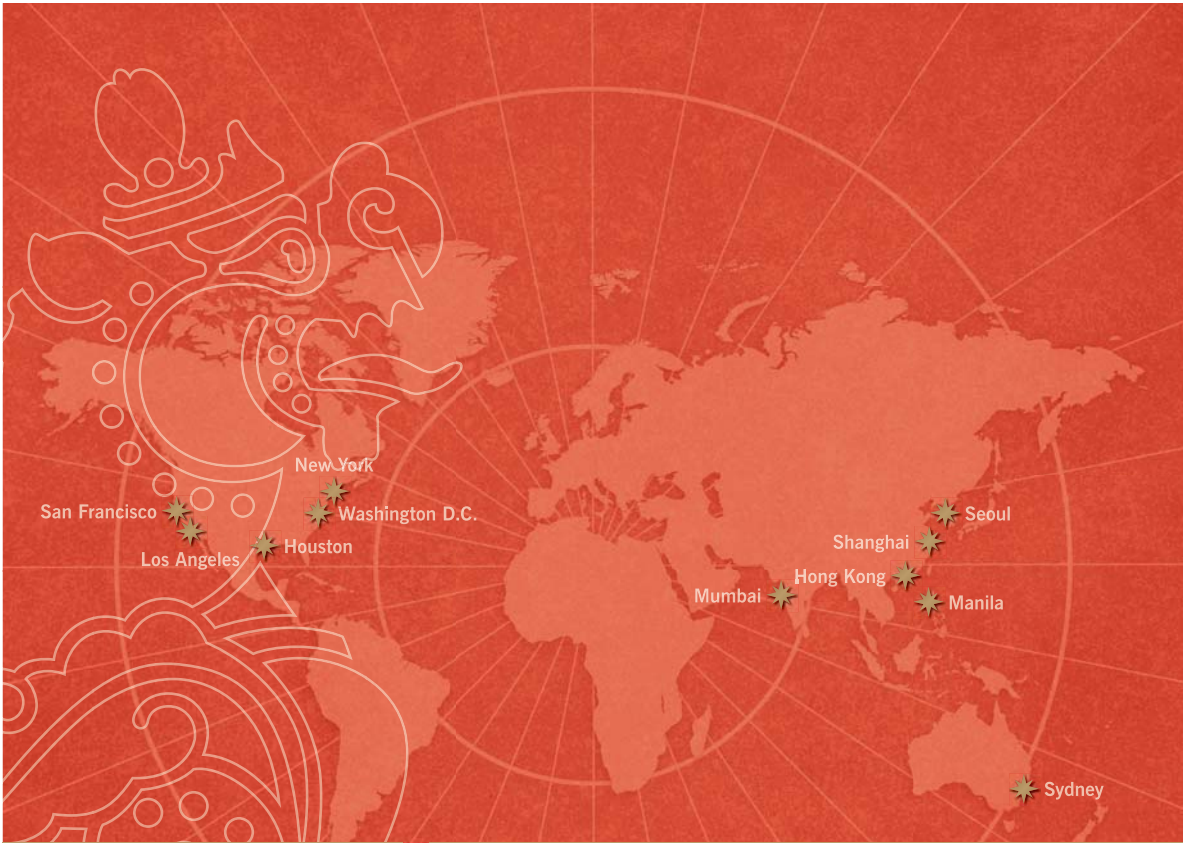 New York
San Francisco
Washington D.C.
Los Angeles
Houston
Seoul
Shanghai
Hong Kong
Mumbai
Manila
Sydney